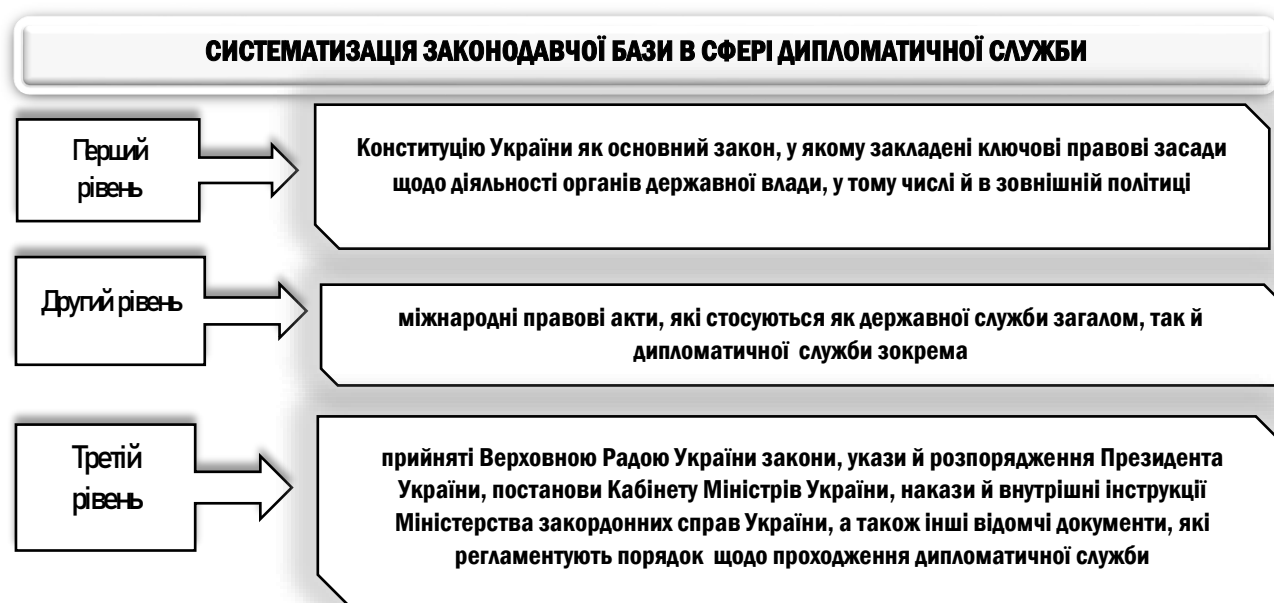 СИСТЕМАТИЗАЦІЯ ЗАКОНОДАВЧОЇ БАЗИ В СФЕРІ ДИПЛОМАТИЧНОЇ СЛУЖБИ
Перший
рівень
Конституцію України як основний закон, у якому закладені ключові правові засади
щодо діяльності органів державної влади, у тому числі й в зовнішній політиці
Другий рівень
міжнародні правові акти, які стосуються як державної служби загалом, так й
дипломатичної служби зокрема
Третій
рівень
прийняті Верховною Радою України закони, укази й розпорядження Президента
України, постанови Кабінету Міністрів України, накази й внутрішні інструкції
Міністерства закордонних справ України, а також інші відомчі документи, які
регламентують порядок щодо проходження дипломатичної служби